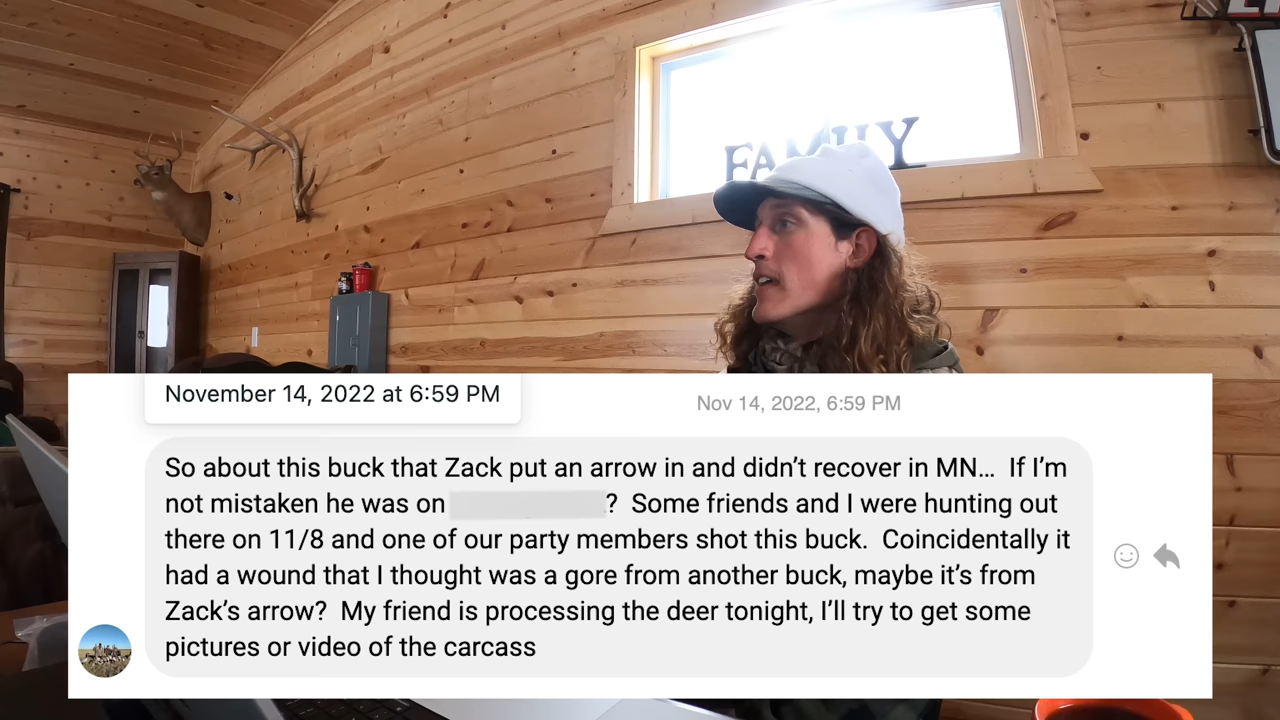 FAMILY
November 14, 2022 at 6:59 PM
Nov 14, 2022, 6:59 PM
So about this buck that Zack put an arrow in and didn’t recover in MN… If I’m
not mistaken he was on ? Some friends and I were hunting out
there on 11/8 and one of our party members shot this buck. Coincidentally it
had a wound that I thought was a gore from another buck, maybe it’s from
Zack’s arrow? My friend is processing the deer tonight, I’ll try to get some
pictures or video of the carcass